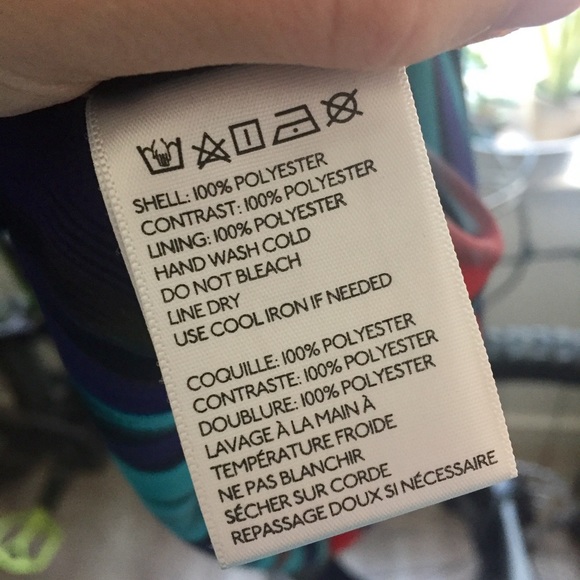 SHELL: 100% POLYESTER
CONTRAST: 100% POLYESTER
LINING: 100% POLYESTER
HAND WASH COLD
DO NOT BLEACH
LINE DRY
USE COOL IRON IF NEEDED
COQUILLE: 100% POLYESTER
CONTRASTE: 100% POLYESTER
DOUBLURE: 100% POLYESTER
LAVAGE À LA MAIN À
TEMPÉRATURE FROIDE
NE PAS BLANCHIR
SÉCHER SUR CORDE
REPASSAGE DOUX SI NÉCESSAIRE